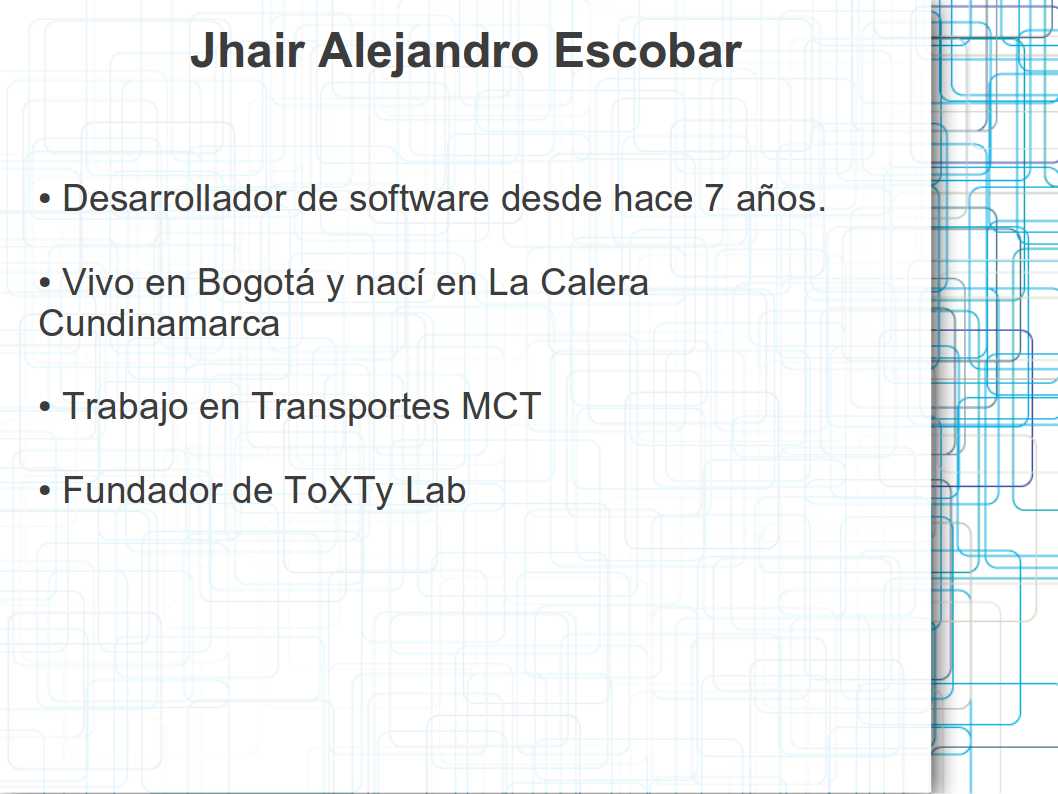 Jhair Alejandro Escobar
• Desarrollador de software desde hace 7 años.
• Vivo en Bogotá y nací en La Calera
Cundinamarca
• Trabajo en Transportes MCT
• Fundador de ToXTy Lab